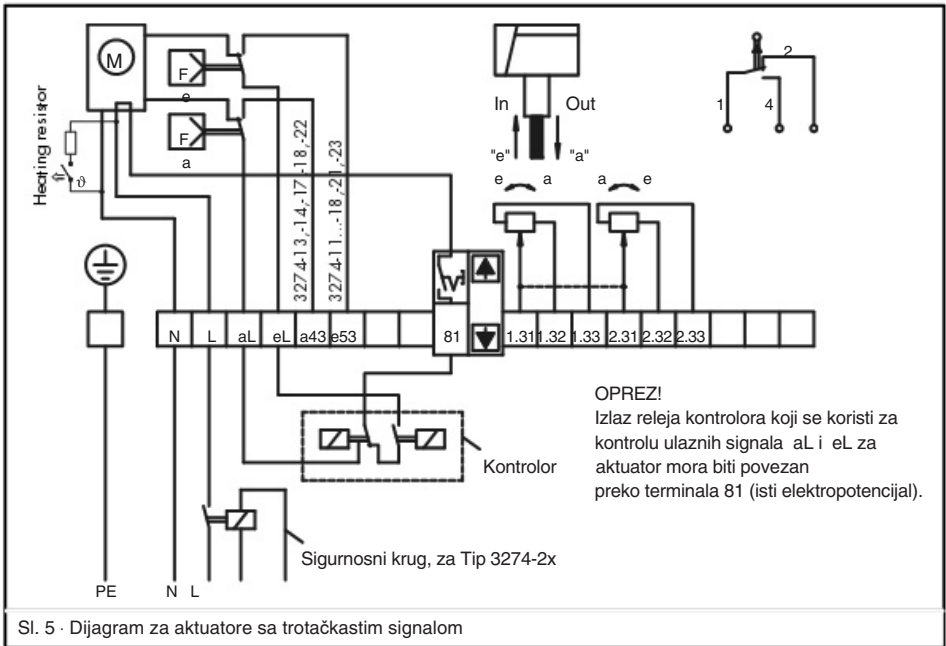 M
F
e
F
a
Heating resistor
ϑ
3274-13,-14,-17,-18,-22
3274-11...-18,-21,-23
In Out
"e" "a"
e a
a e
1
2
4
N L aL eL a43 e53 81 1.31 1.32 1.33 2.31 2.32 2.33
OPREZ!
Izlaz releja kontrolora koji se koristi za
kontrolu ulaznih signala aL i eL za
aktuator mora biti povezan
preko terminala 81 (isti elektropotencijal).
Kontrolor
Sigurnosni krug, za Tip 3274-2x
PE N L
Sl. 5 · Dijagram za aktuatore sa trotačkastim signalom